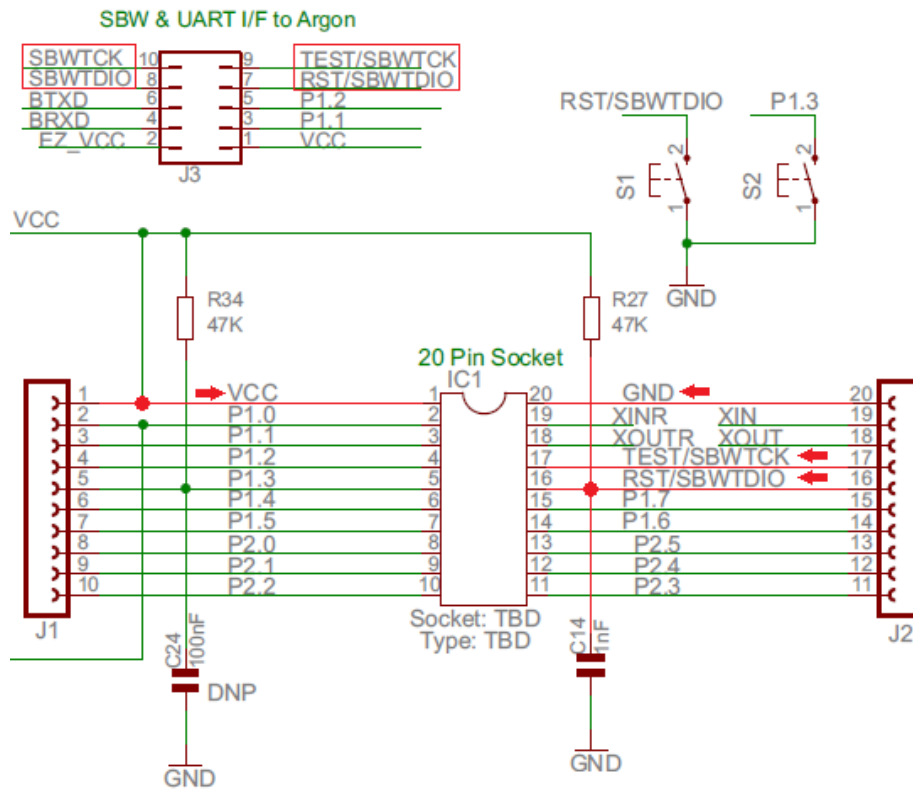 SBW & UART I/F to Argon
SBWTCK 10 9 TEST/SBWTCK
SBWTDIO 8 7 RST/SBWTDIO
BTXD 6 5 P1.2
BRXD 4 3 P1.1
EZ_VCC 2 1 VCC
J3
RST/SBWTDIO P1.3
2 2
S1 S2
1 1
GND
VCC
R34 R27
47K 47K
20 Pin Socket
IC1
1 VCC 1 20 GND 20
2 P1.0 2 19 XINR XIN 19
3 P1.1 3 18 XOUTR XOUT 18
4 P1.2 4 17 TEST/SBWTCK 17
5 P1.3 5 16 RST/SBWTDIO 16
6 P1.4 6 15 P1.7 15
7 P1.5 7 14 P1.6 14
8 P2.0 8 13 P2.5 13
9 P2.1 9 12 P2.4 12
10 P2.2 10 11 P2.3 11
J1 J2
Socket: TBD
Type: TBD
C24 100nF
DNP
C14 1nF
GND GND